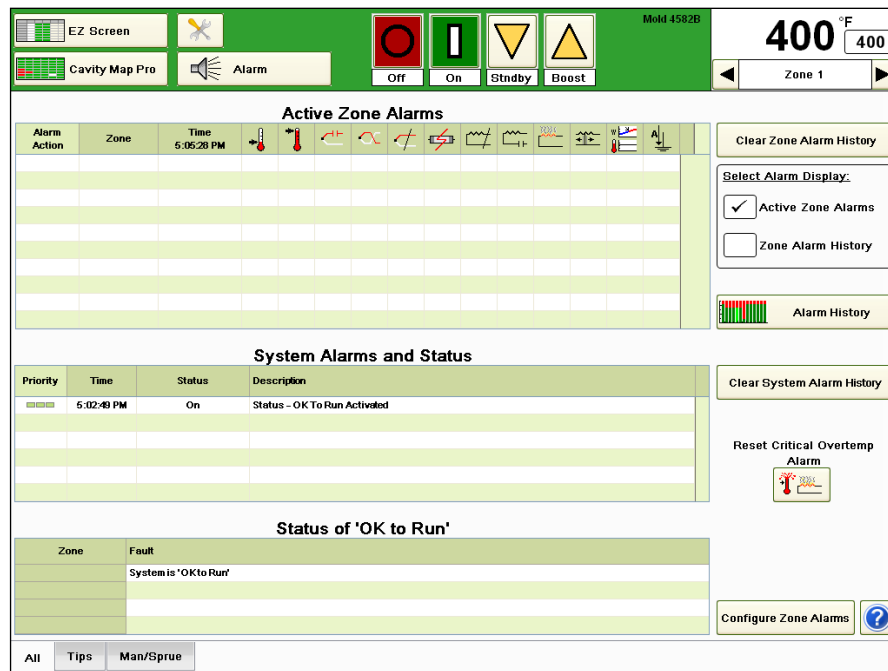 EZ Screen
Cavity Map Pro
Alarm
Off
On
Stndby
Boost
Mold 4582B
400 °F
400
Zone 1
Active Zone Alarms
Alarm Action
Zone
Time
5:05:28 PM
W
A
Clear Zone Alarm History
Select Alarm Display:
Active Zone Alarms
Zone Alarm History
Alarm History
System Alarms and Status
Priority Time Status Description
5:02:49 PM On Status - OK To Run Activated
Clear System Alarm History
Reset Critical Overtemp
Alarm
Status of 'OK to Run'
Zone Fault
System is 'OK to Run'
Configure Zone Alarms
?
All Tips Man/Sprue